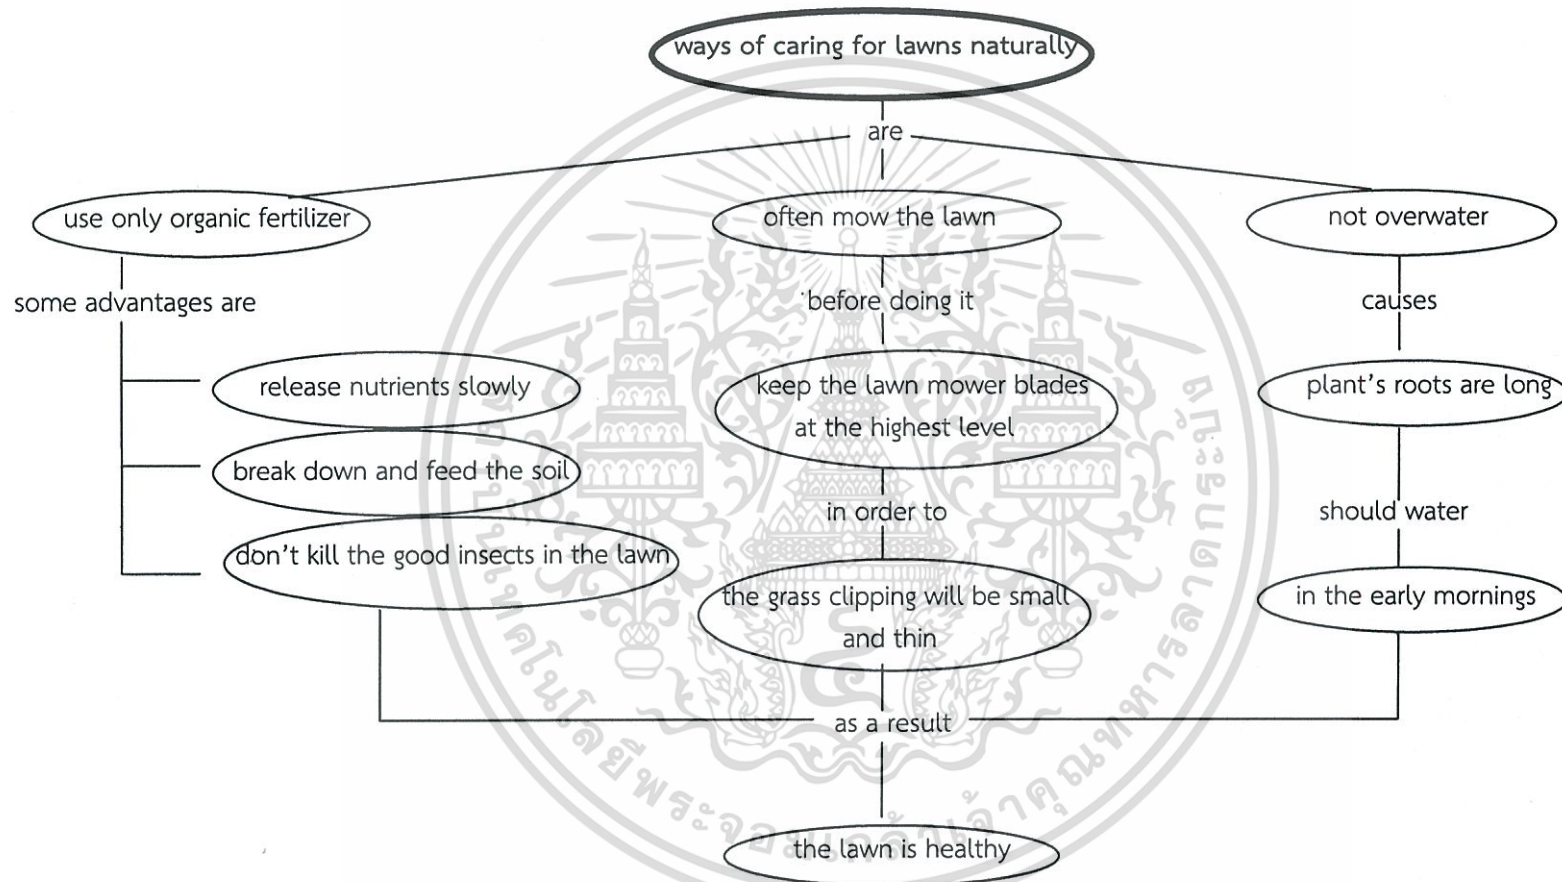 ways of caring for lawns naturally
are
use only organic fertilizer
often mow the lawn
not overwater
some advantages are
before doing it
causes
release nutrients slowly
keep the lawn mower blades
at the highest level
plant's roots are long
break down and feed the soil
in order to
should water
don't kill the good insects in the lawn
the grass clipping will be small
and thin
in the early mornings
as a result
the lawn is healthy